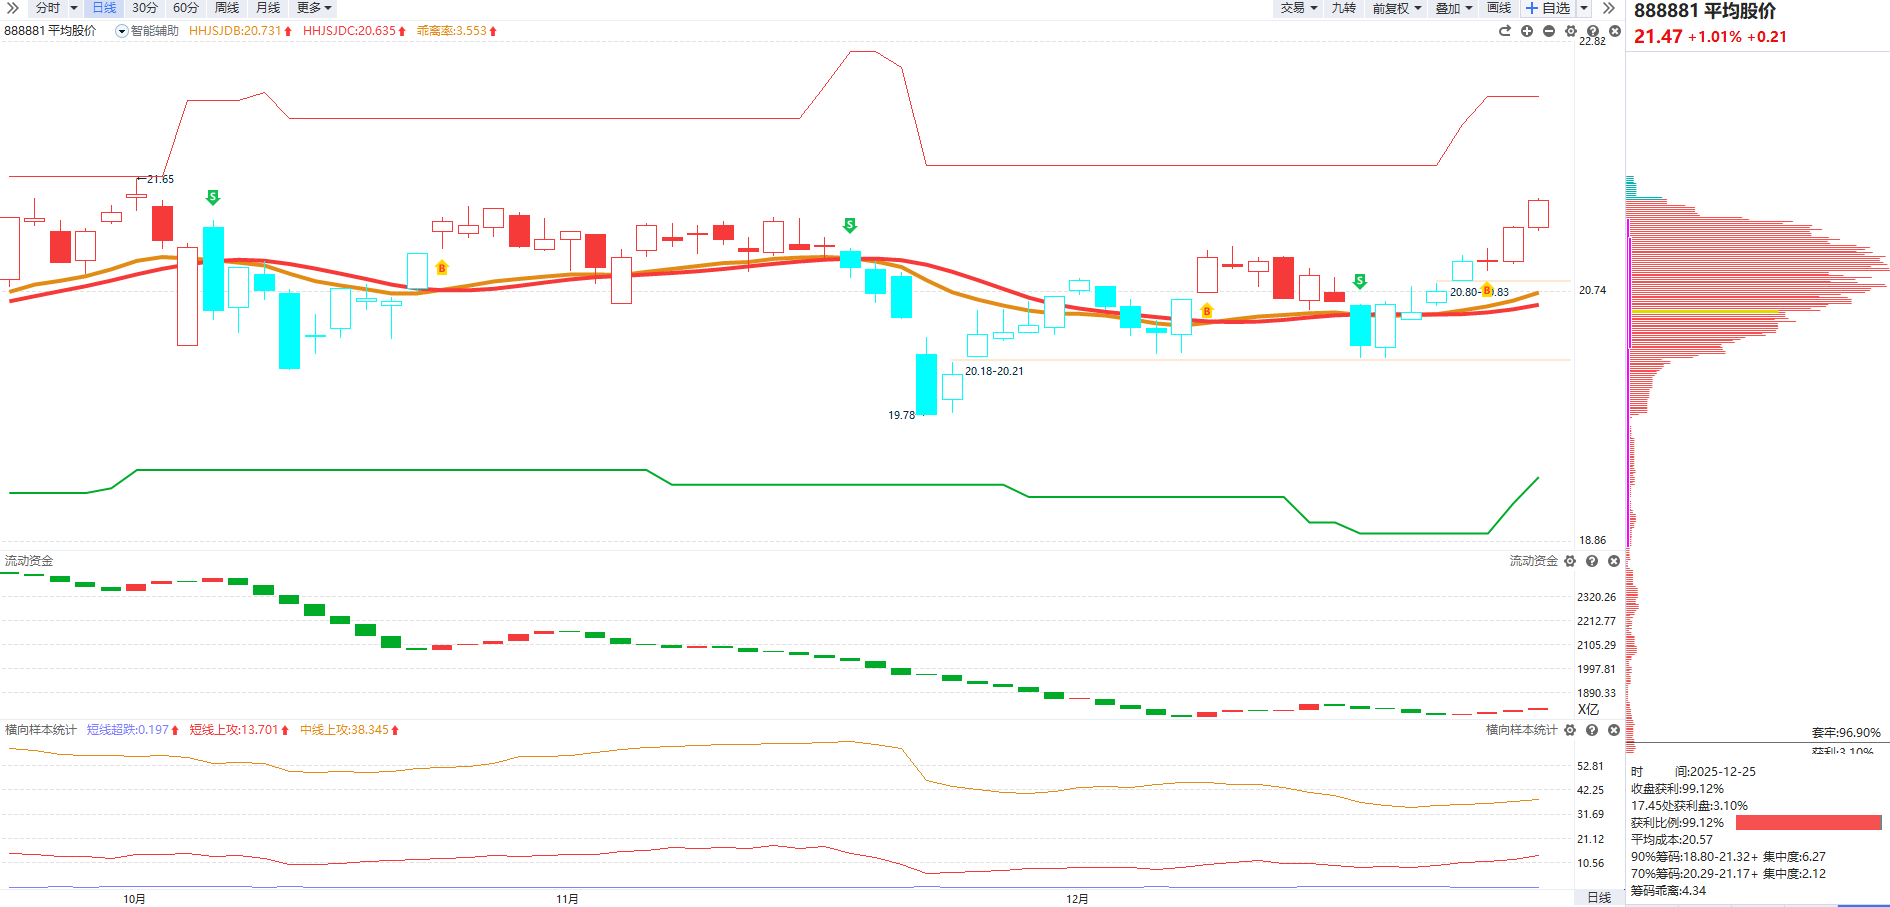 分时 日线 30分 60分 周线 月线 更多 交易 九转 前复权 叠加 画线 自选
888881 平均股价 智能辅助 HHJSJDB:20.731 HHJSJDC:20.635 乖离率:3.553
888881 平均股价
21.47 +1.01% +0.21
22.82
←21.65
S
S
B
B
S
B
20.80-
.83
20.74
20.18-20.21
19.78
18.86
流动资金
流动资金
2320.26
2212.77
2105.29
1997.81
1890.33
X亿
横向样本统计 短线超跌:0.197 短线上攻:13.701 中线上攻:38.345
横向样本统计
52.81
42.25
31.69
21.12
10.56
10月 11月 12月
日线
套牢:96.90%
获利:3.10%
时 间:2025-12-25
收盘获利:99.12%
17.45处获利盘:3.10%
获利比例:99.12%
平均成本:20.57
90%筹码:18.80-21.32+ 集中度:6.27
70%筹码:20.29-21.17+ 集中度:2.12
筹码乖离:4.34